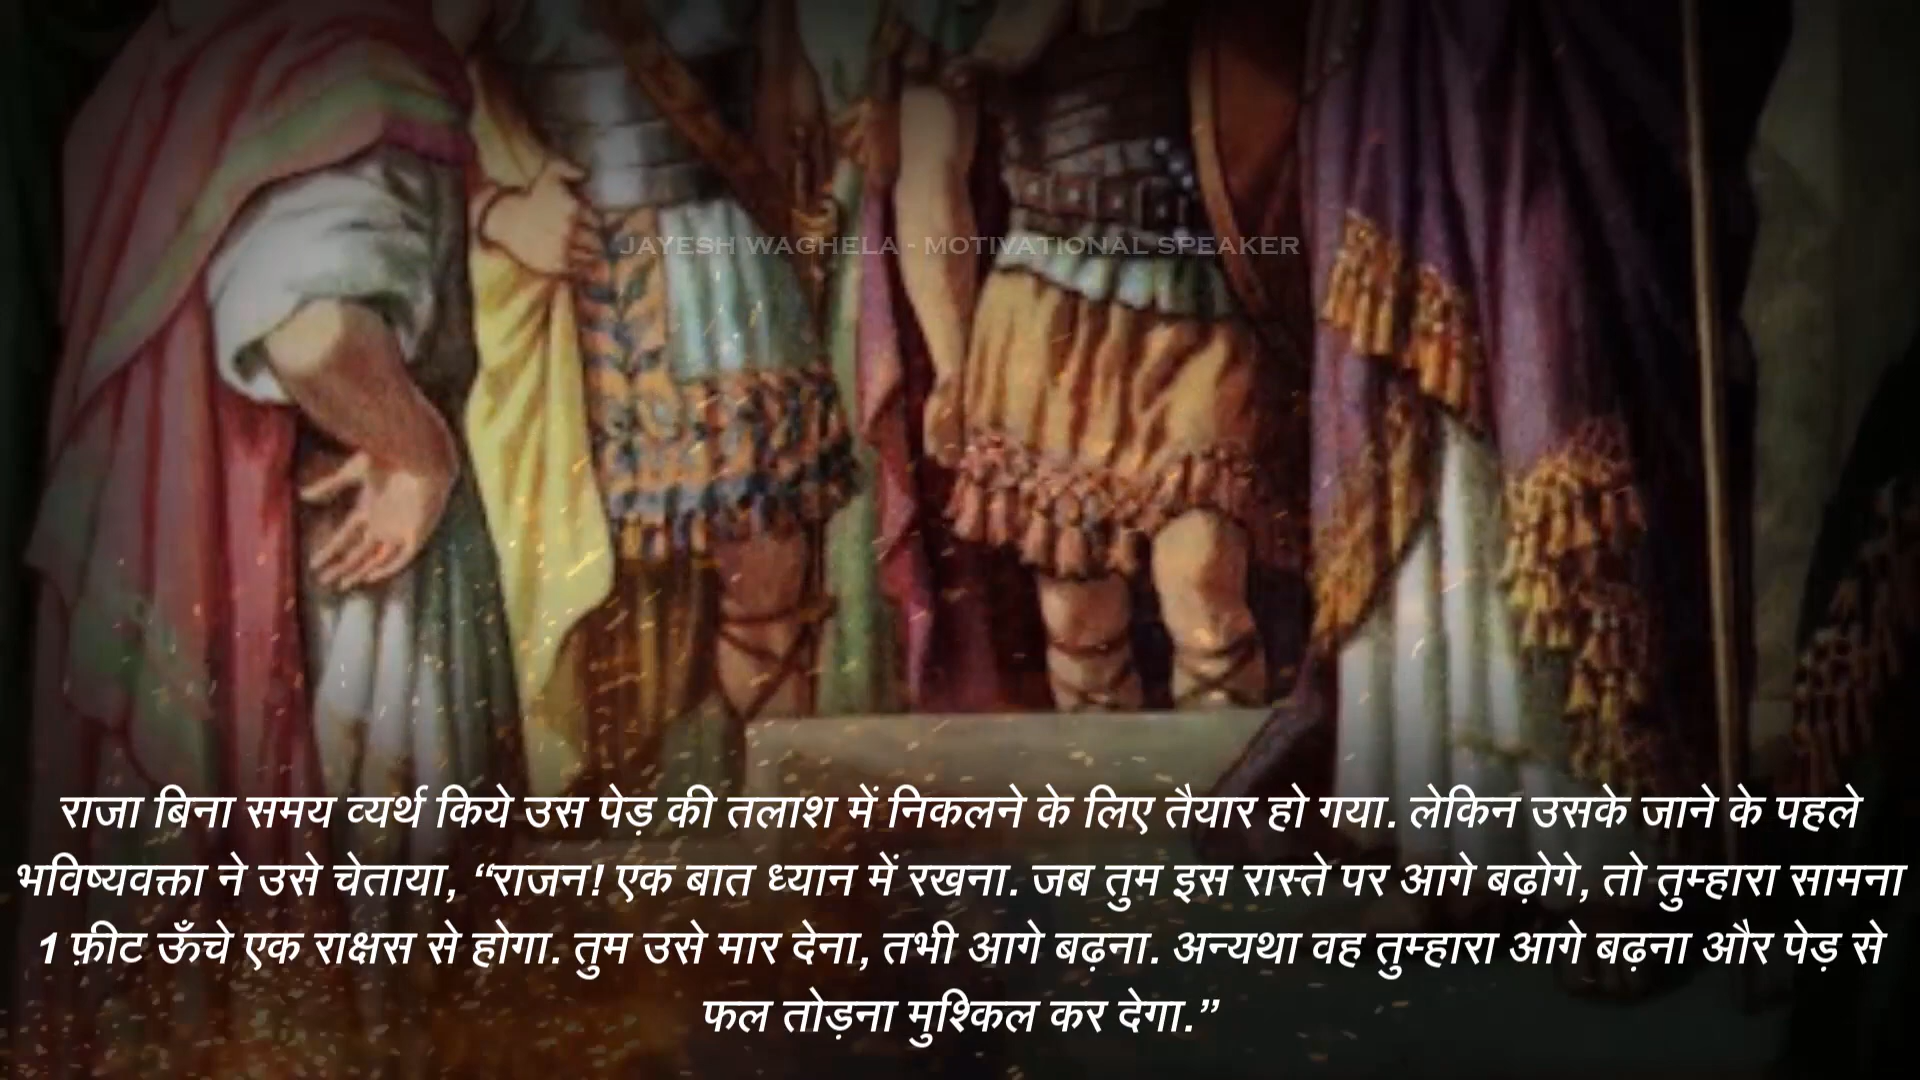 JAYESH WAGHELA - MOTIVATIONAL SPEAKER
राजा बिना समय व्यर्थ किये उस पेड़ की तलाश में निकलने के लिए तैयार हो गया. लेकिन उसके जाने के पहले
भविष्यवक्ता ने उसे चेताया, “राजन! एक बात ध्यान में रखना. जब तुम इस रास्ते पर आगे बढ़ोगे, तो तुम्हारा सामना
1 फ़ीट ऊँचे एक राक्षस से होगा. तुम उसे मार देना, तभी आगे बढ़ना. अन्यथा वह तुम्हारा आगे बढ़ना और पेड़ से
फल तोड़ना मुश्किल कर देगा.”